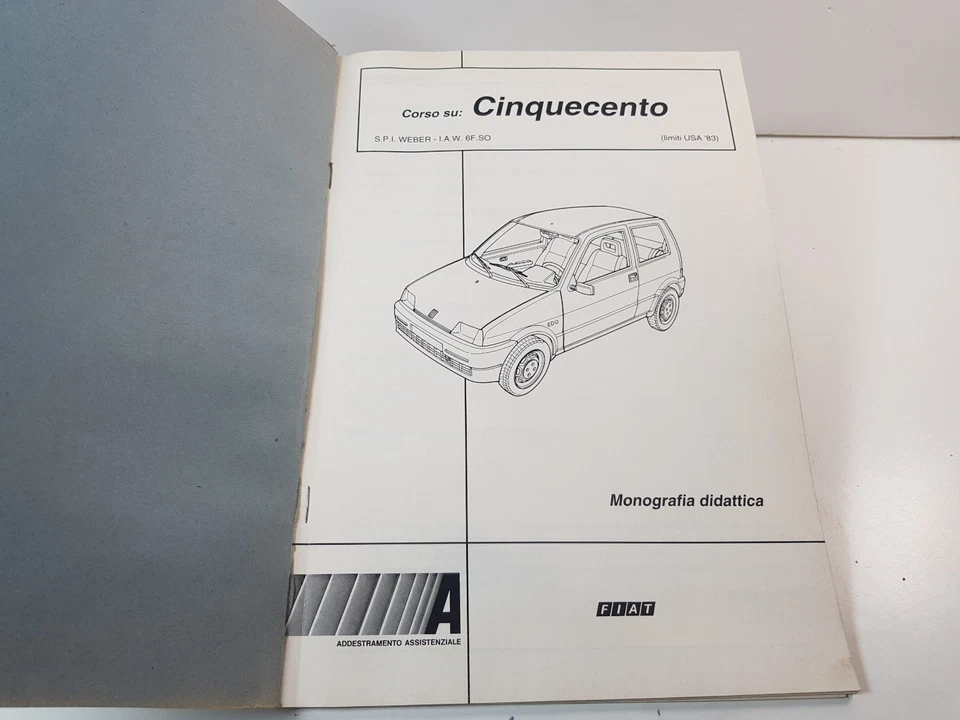 Corso su: Cinquecento
S.P.I. WEBER - I.A.W. 6F.SO (limiti USA '83)
Monografia didattica
A
ADDESTRAMENTO ASSISTENZIALE
FIAT